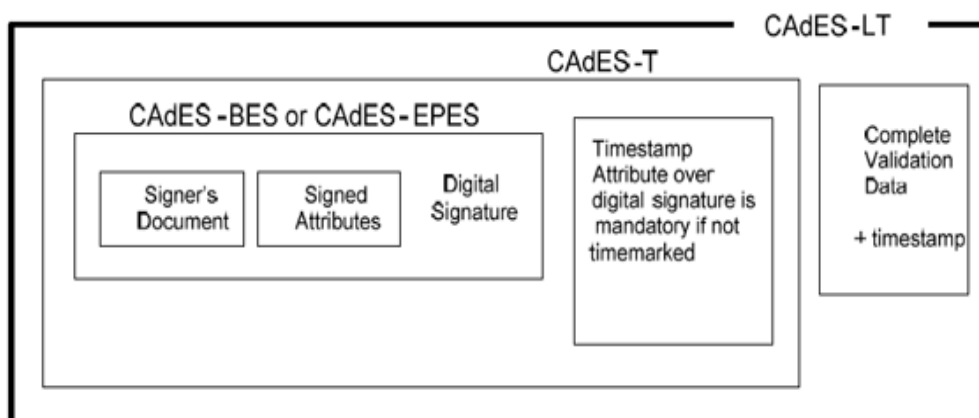 CAdES-LT
CAdES-T
CAdES-BES or CAdES-EPES
Signer's
Document
Signed
Attributes
Digital
Signature
Timestamp
Attribute over
digital signature is
mandatory if not
timemarked
Complete
Validation
Data
+ timestamp